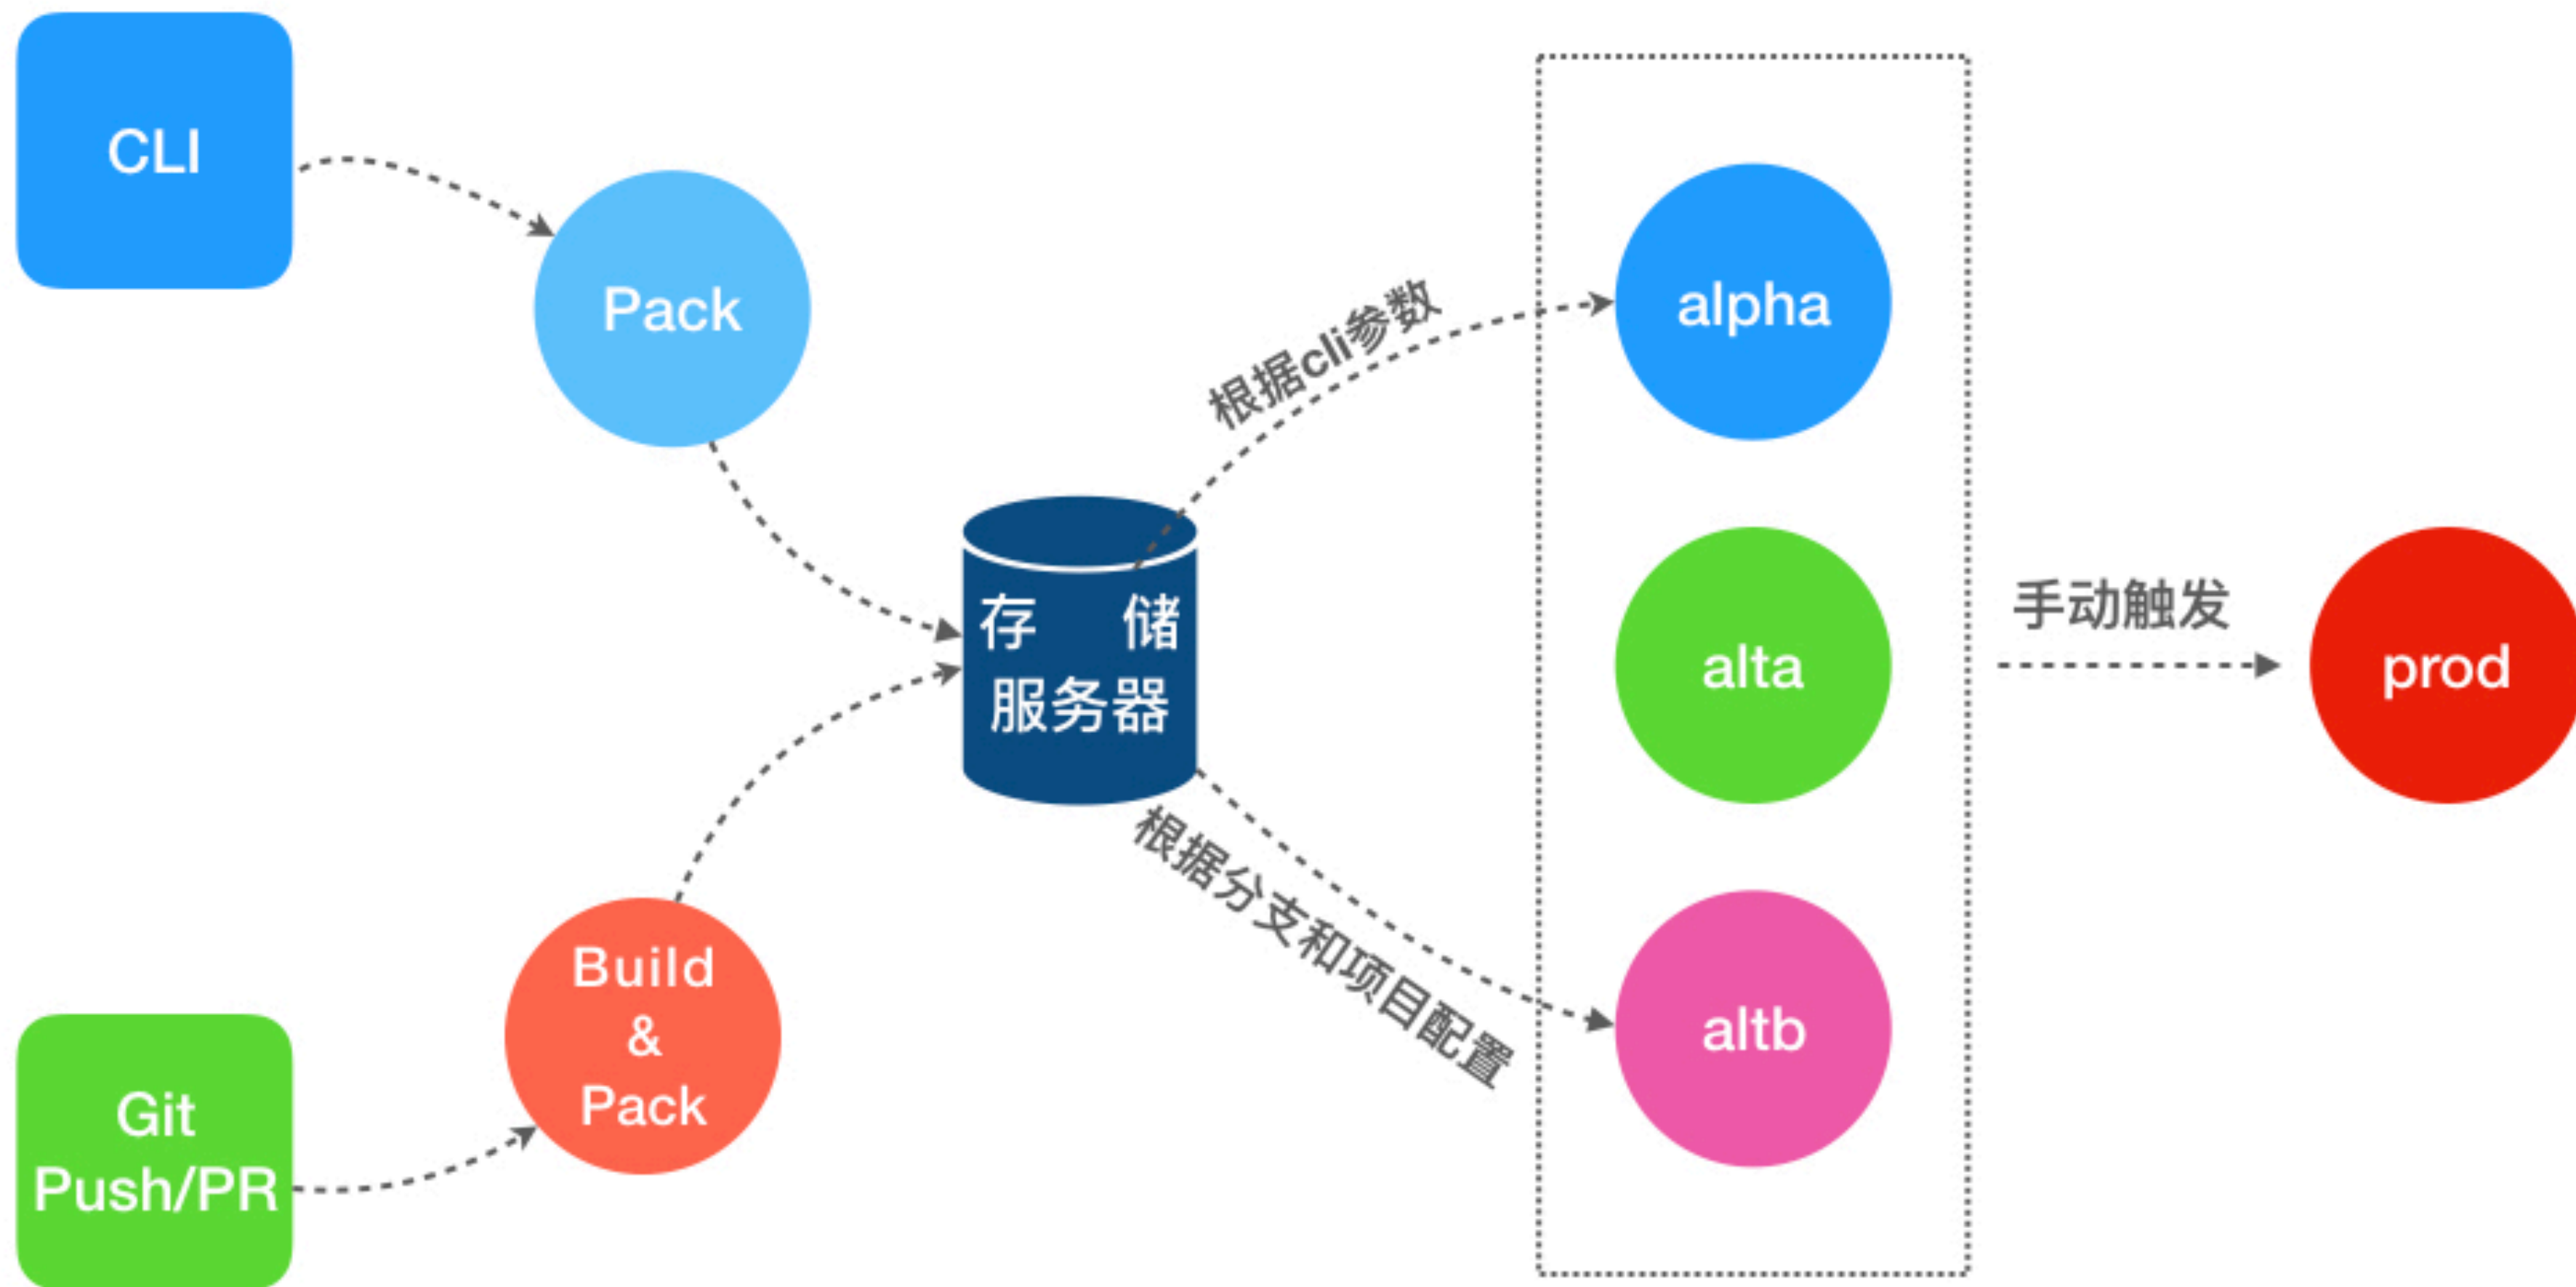 CLI
Pack
根据cli参数
alpha
存 储
服务器
alta
手动触发
prod
根据分支和项目配置
altb
Build
&
Pack
Git
Push/PR